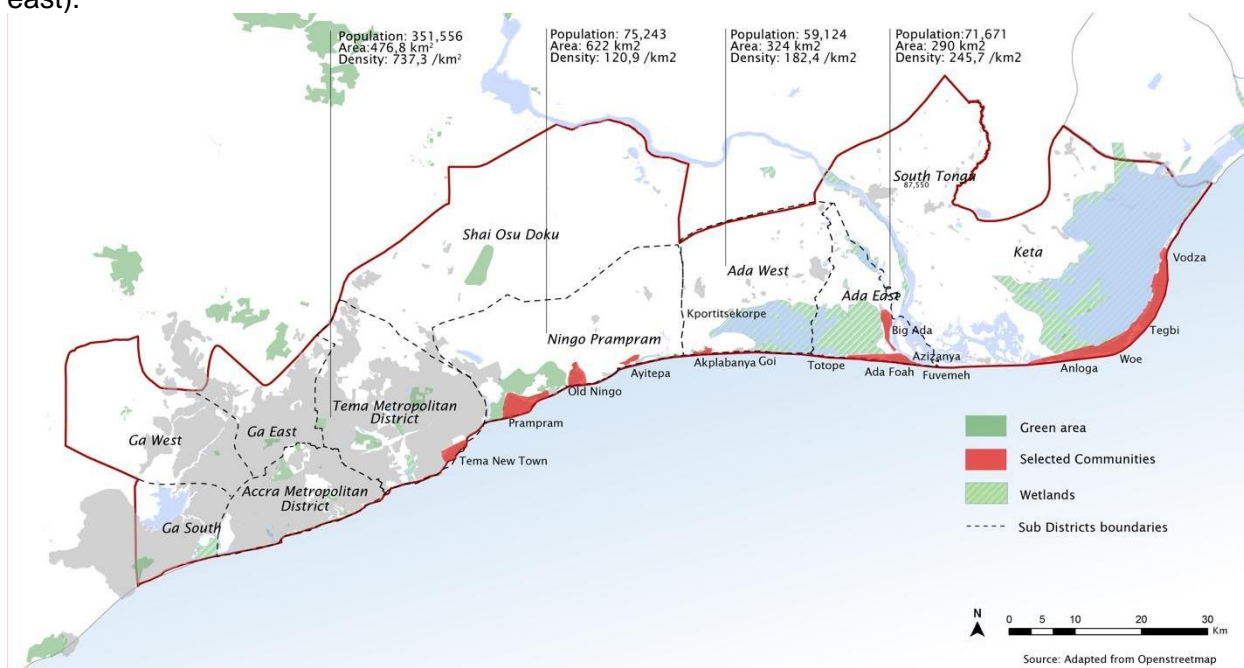 east).
Population: 351,556
Area:476,8 km²
Density: 737,3 /km²
Population: 75,243
Area: 622 km2
Density: 120,9 /km2
Population: 59,124
Area: 324 km2
Density: 182,4 /km2
Population:71,671
Area: 290 km2
Density: 245,7 /km2
South Tongu
87,550
Shai Osu Doku
Keta
Vodza
Ada West
Ada East
Kportitsekorpe
Big Ada
Tegbi
Ningo Prampram
Azizanya
Woe
Ayitepa
Akplabanya
Goi
Totope
Ada Foah
Fuvemeh
Anloga
Old Ningo
Tema Metropolitan
District
Prampram
Ga West
Ga East
Tema New Town
Accra Metropolitan
District
Ga South
Green area
Selected Communities
Wetlands
Sub Districts boundaries
N
0 5 10 20 30
Km
Source: Adapted from Openstreetmap